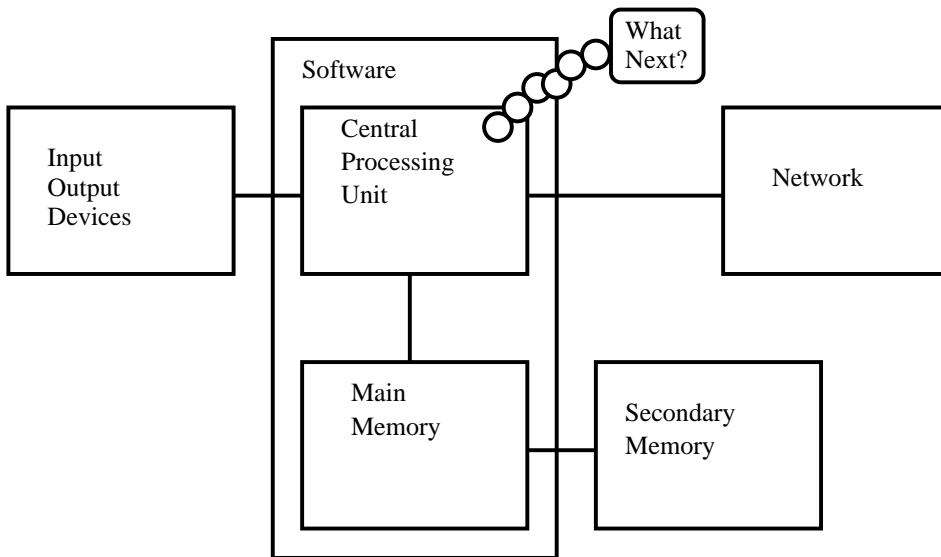 What
Next?
Software
Input
Output
Devices
Central
Processing
Unit
Network
Main
Memory
Secondary
Memory